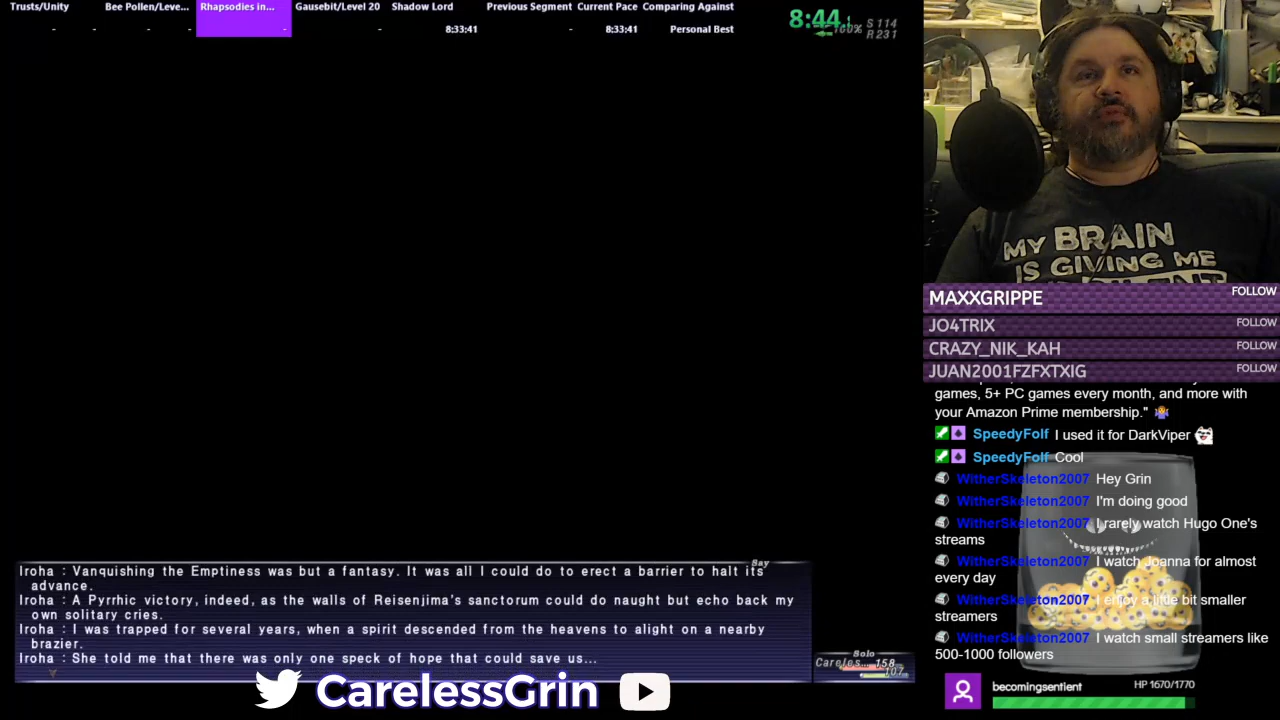 Trusts/Unity Bee Pollen/Leve... Rhapsodies in... Gausebit/Level 20 Shadow Lord Previous Segment Current Pace Comparing Against
- - - - - 8:33:41 - 8:33:41 Personal Best
8:44.
100% S 114
R 231
MY BRAIN
IS GIVING ME
MAXXGRIPPE FOLLOW
JO4TRIX FOLLOW
CRAZY_NIK_KAH FOLLOW
JUAN2001FZFXTXIG FOLLOW
games, 5+ PC games every month, and more with
your Amazon Prime membership."
SpeedyFolf I used it for DarkViper
SpeedyFolf Cool
WitherSkeleton2007 Hey Grin
WitherSkeleton2007 I'm doing good
WitherSkeleton2007 I rarely watch Hugo One's
streams
WitherSkeleton2007 I watch Joanna for almost
every day
WitherSkeleton2007 I enjoy a little bit smaller
streamers
WitherSkeleton2007 I watch small streamers like
500-1000 followers
becomingsentient HP 1670/1770
Say
Iroha : Vanquishing the Emptiness was but a fantasy. It was all I could do to erect a barrier to halt its
advance.
Iroha : A Pyrrhic victory, indeed, as the walls of Reisenjima's sanctorum could do naught but echo back my
own solitary cries.
Iroha : I was trapped for several years, when a spirit descended from the heavens to alight on a nearby
brazier.
Iroha : She told me that there was only one speck of hope that could save us...
Solo
Careles... 158
107
CarelessGrin